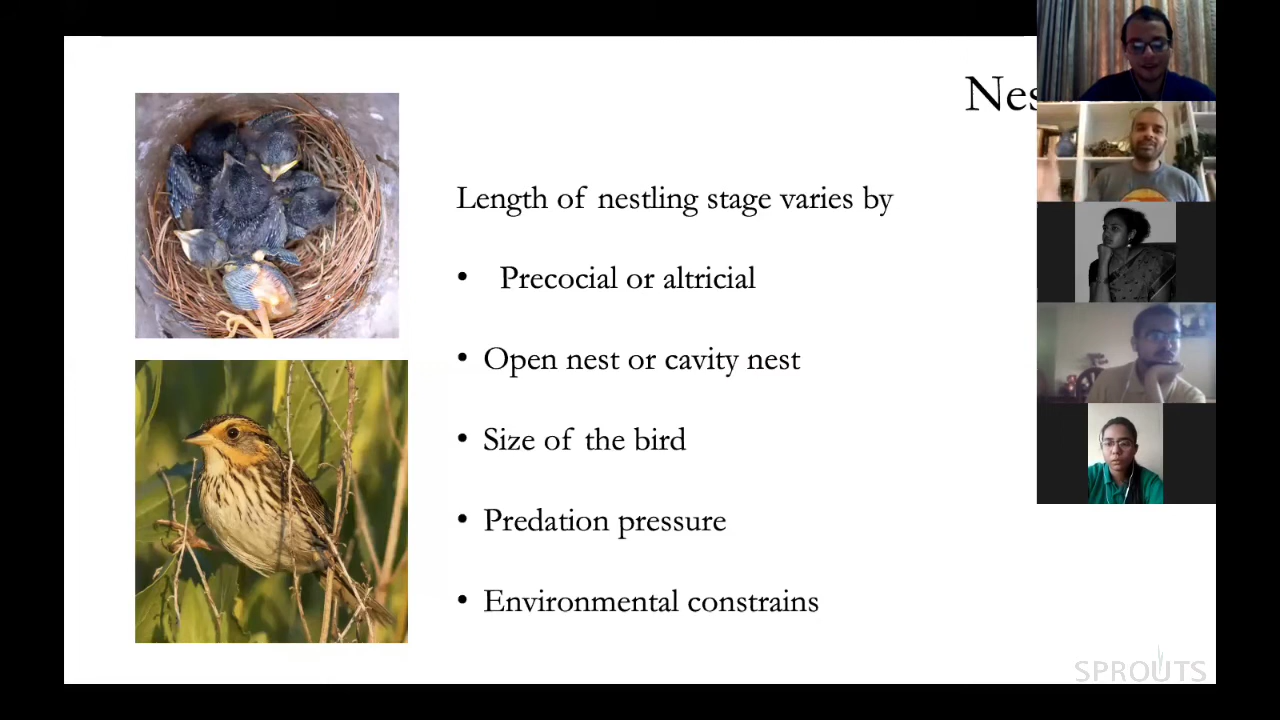 Nes
Length of nestling stage varies by
• Precocial or altricial
• Open nest or cavity nest
• Size of the bird
• Predation pressure
• Environmental constrains
SPROUTS